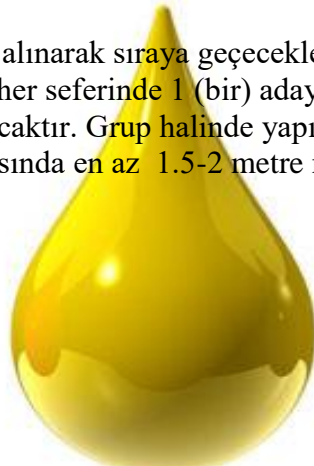 alınarak sıraya geçecekle
her seferinde 1 (bir) aday
caktır. Grup halinde yapı
sında en az 1.5-2 metre